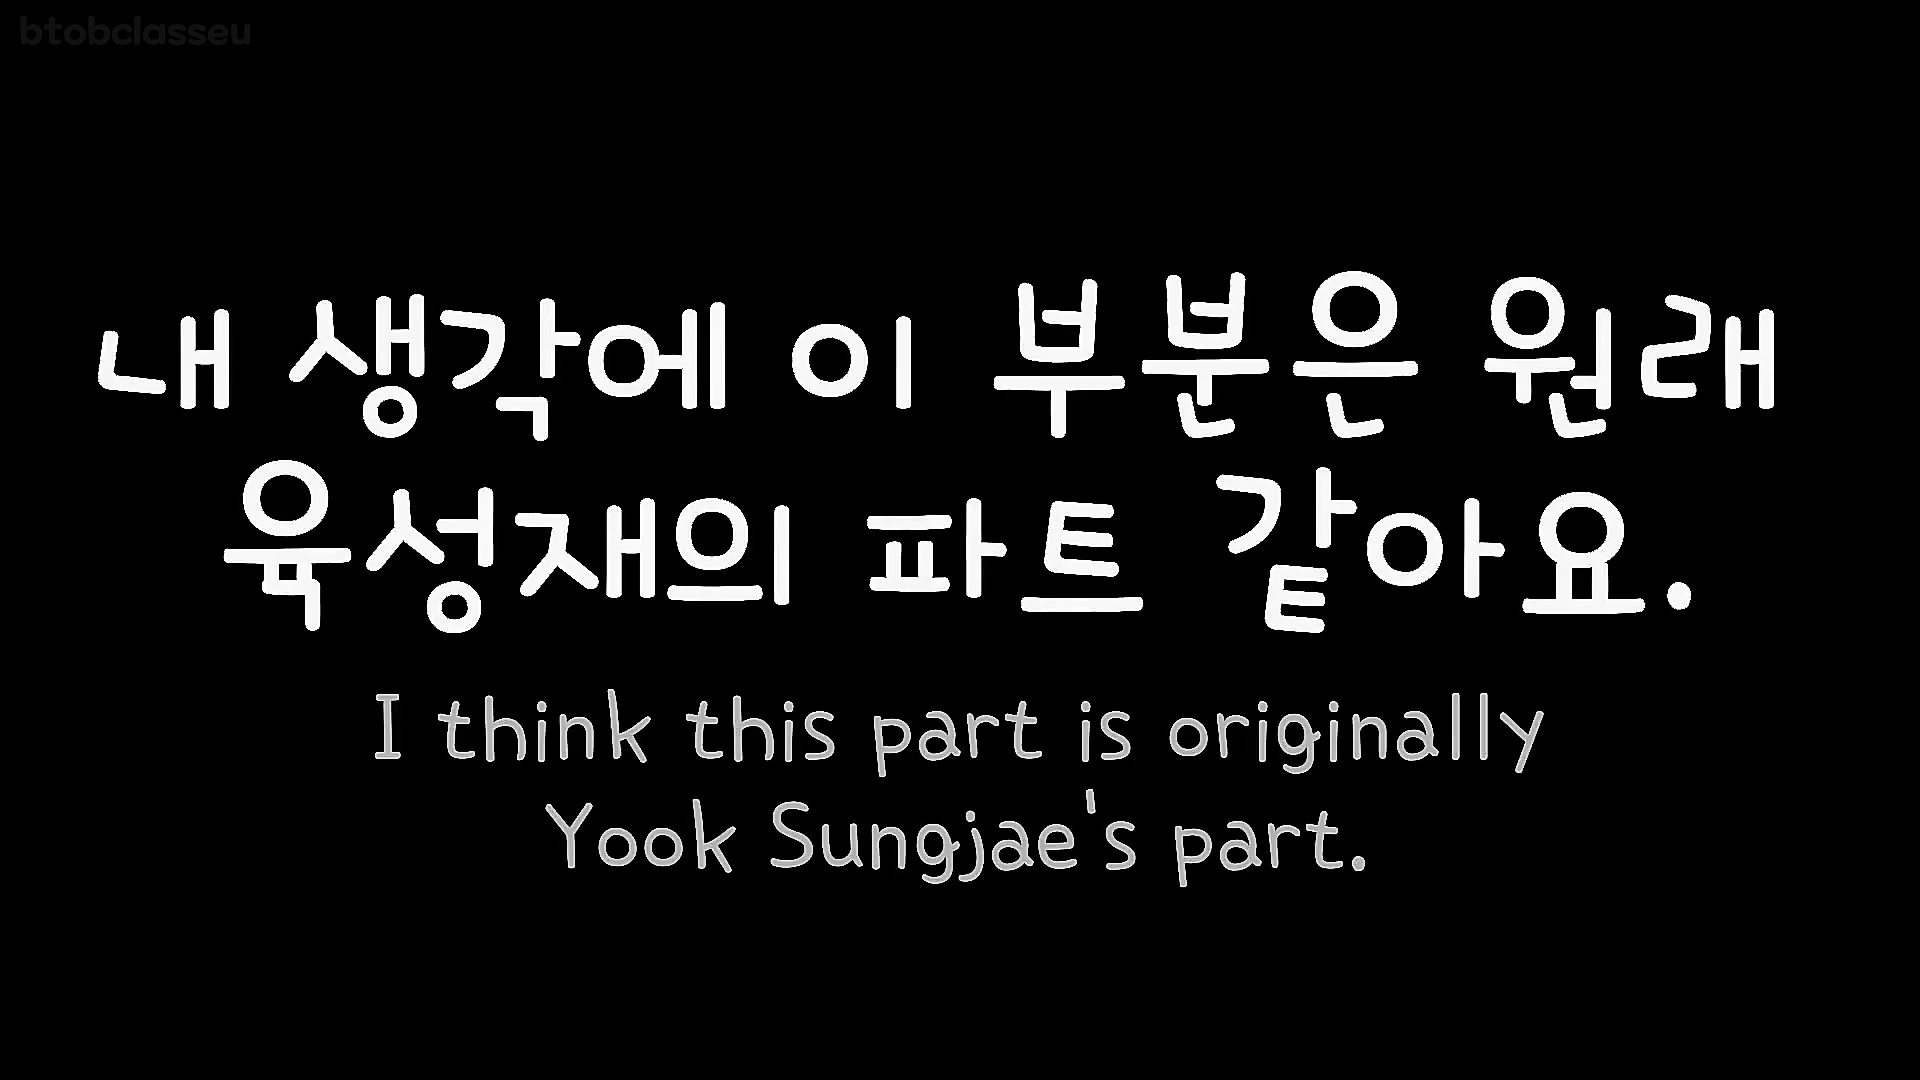 btobclasseu
내 생각에 이 부분은 원래
육성재의 파트 같아요.
I think this part is originally
Yook Sungjae's part.